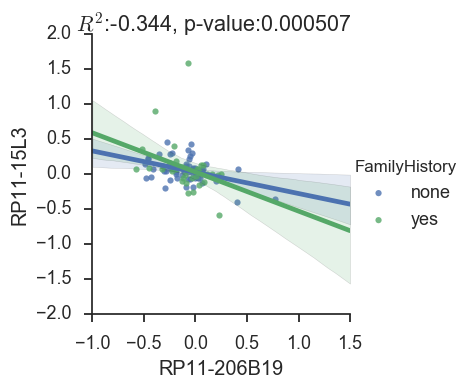 R²:-0.344, p-value:0.000507
2.0
1.5
1.0
0.5
0.0
−0.5
−1.0
−1.5
−2.0
RP11-15L3
−1.0 −0.5 0.0 0.5 1.0 1.5
RP11-206B19
FamilyHistory
none
yes